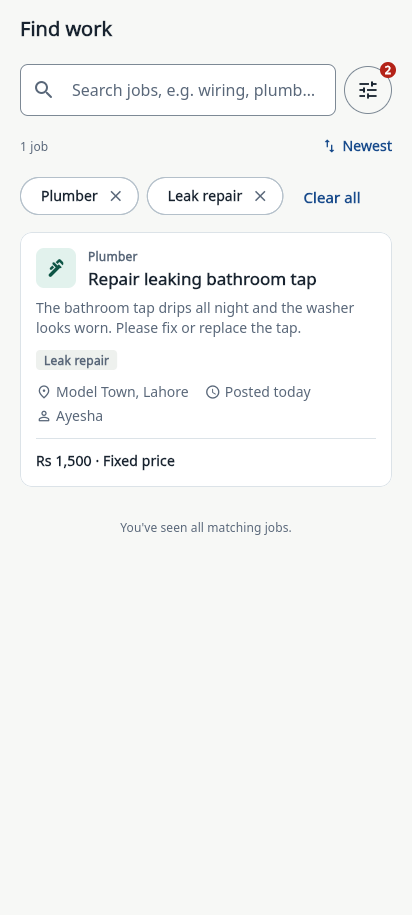 Find work
Search jobs, e.g. wiring, plumb...
2
1 job
Newest
Plumber
Leak repair
Clear all
Plumber
Repair leaking bathroom tap
The bathroom tap drips all night and the washer
looks worn. Please fix or replace the tap.
Leak repair
Model Town, Lahore
Posted today
Ayesha
Rs 1,500 · Fixed price
You've seen all matching jobs.